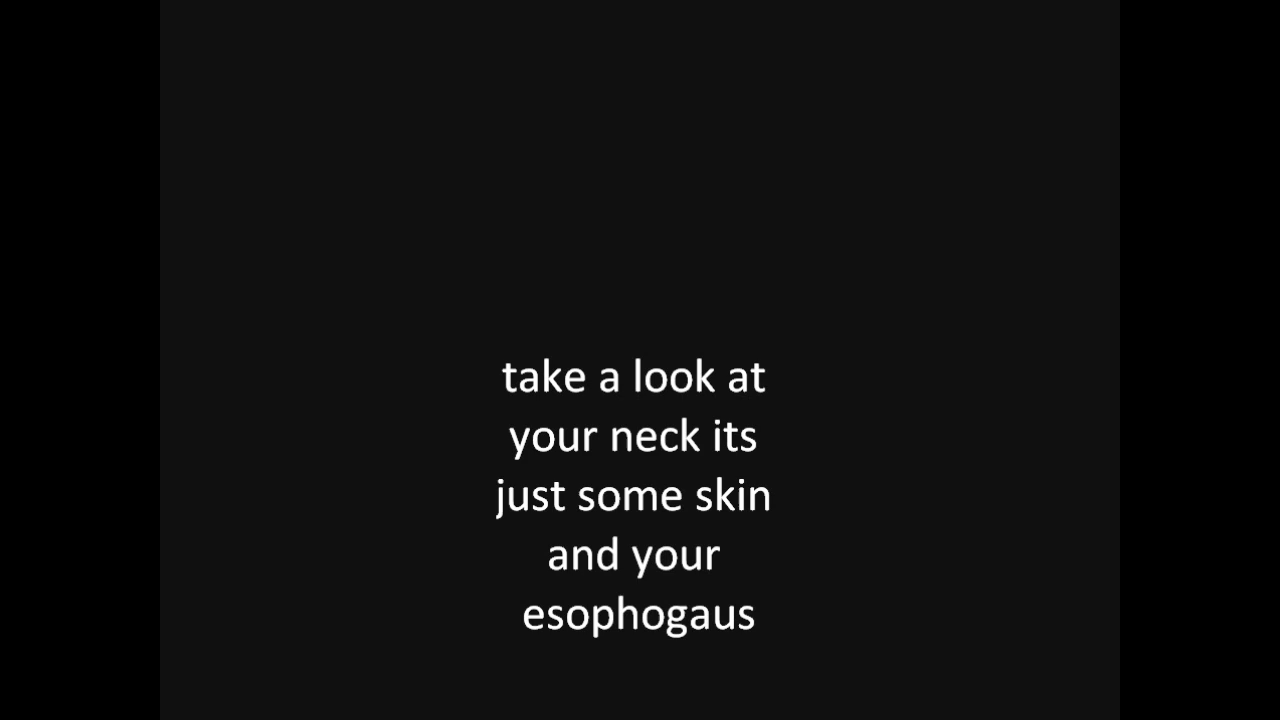 take a look at
your neck its
just some skin
and your
esophogaus